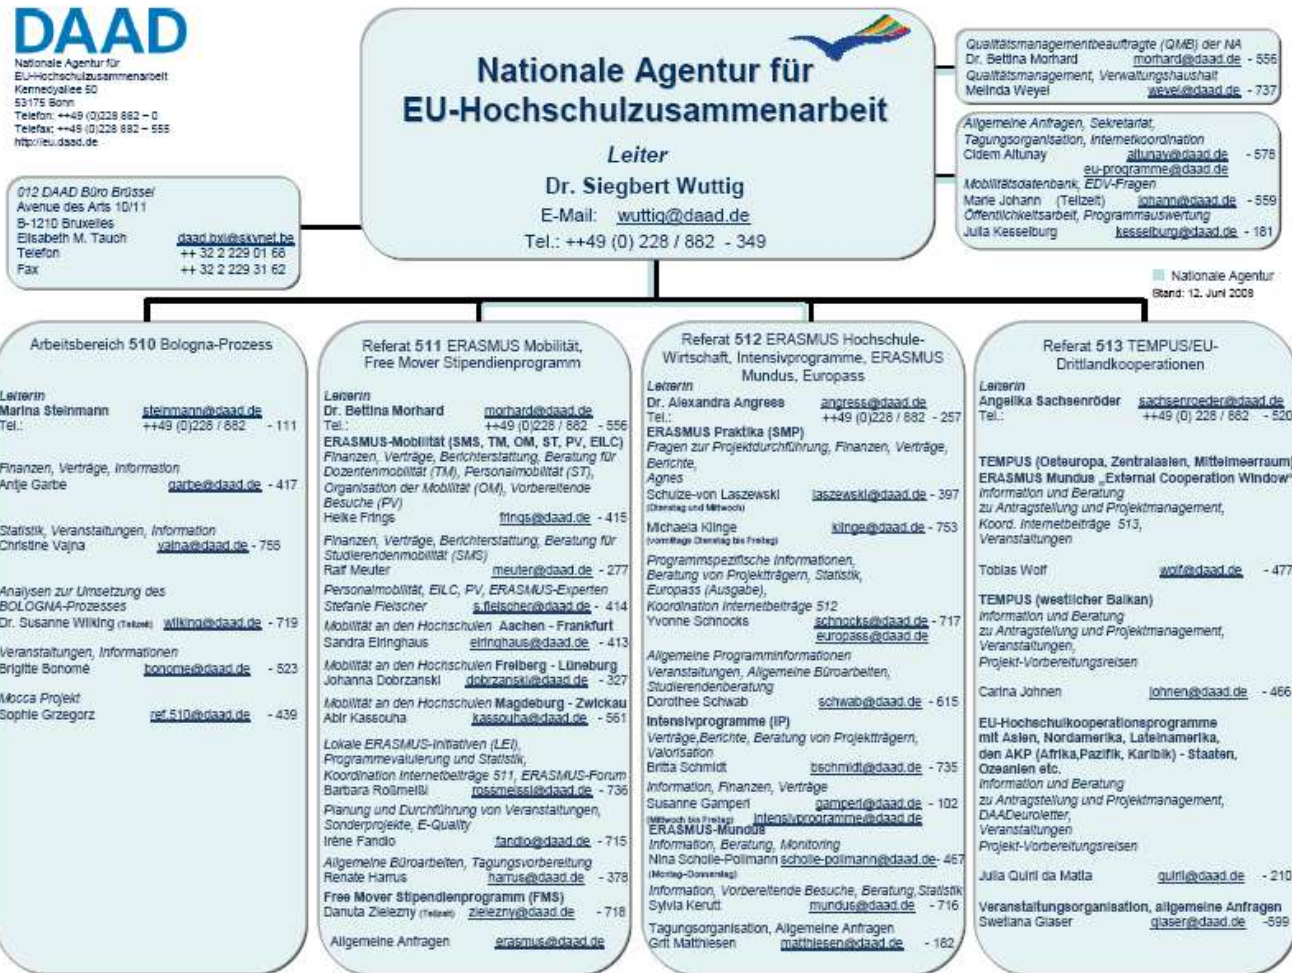 DAAD
Nationale Agentur für
EU-Hochschulzusammenarbeit
Kennedyallee 50
53175 Bonn
Telefon: ++49 (0)228 882 – 0
Telefax: ++49 (0)228 882 – 555
http://eu.daad.de
Nationale Agentur für
EU-Hochschulzusammenarbeit
Leiter
Dr. Siegbert Wuttig
E-Mail: wuttig@daad.de
Tel.: ++49 (0) 228 / 882 - 349
Qualitätsmanagementbeauftragte (QMB) der NA
Dr. Bettina Morhard morhard@daad.de - 556
Qualitätsmanagement, Verwaltungshaushalt
Melinda Weyel weyel@daad.de - 737
Allgemeine Anfragen, Sekretariat,
Tagungsorganisation, Internetkoordination
Cidem Altunay altunay@daad.de - 578
eu-programme@daad.de
Mobilitätsdatenbank, EDV-Fragen
Marie Johann (Teilzeit) johann@daad.de - 559
Öffentlichkeitsarbeit, Programmauswertung
Julia Kesselburg kesselburg@daad.de - 181
012 DAAD Büro Brüssel
Avenue des Arts 10/11
B-1210 Bruxelles
Elisabeth M. Tauch daad.bxl@skynet.be
Telefon ++ 32 2 229 01 68
Fax ++ 32 2 229 31 62
Nationale Agentur
Stand: 12. Juni 2008
Arbeitsbereich 510 Bologna-Prozess
Leiterin
Marina Steinmann steinmann@daad.de
Tel.: ++49 (0)228 / 882 - 111
Finanzen, Verträge, Information
Antje Garbe garbe@daad.de - 417
Statistik, Veranstaltungen, Information
Christine Vajna vajna@daad.de - 755
Analysen zur Umsetzung des
BOLOGNA-Prozesses
Dr. Susanne Wilking (Teilzeit) wilking@daad.de - 719
Veranstaltungen, Informationen
Brigitte Bonomé bonome@daad.de - 523
Mocca Projekt
Sophie Grzegorz ref.510@daad.de - 439
Referat 511 ERASMUS Mobilität,
Free Mover Stipendienprogramm
Leiterin
Dr. Bettina Morhard morhard@daad.de
Tel.: ++49 (0)228 / 882 - 556
ERASMUS-Mobilität (SMS, TM, OM, ST, PV, EILC)
Finanzen, Verträge, Berichterstattung, Beratung für
Dozentenmobilität (TM), Personalmobilität (ST),
Organisation der Mobilität (OM), Vorbereitende
Besuche (PV)
Heike Frings frings@daad.de - 415
Finanzen, Verträge, Berichterstattung, Beratung für
Studierendenmobilität (SMS)
Ralf Meuter meuter@daad.de - 277
Personalmobilität, EILC, PV, ERASMUS-Experten
Stefanie Fleischer s.fleischer@daad.de - 414
Mobilität an den Hochschulen Aachen - Frankfurt
Sandra Eiringhaus eiringhaus@daad.de - 413
Mobilität an den Hochschulen Freiberg - Lüneburg
Johanna Dobrzanski dobrzanski@daad.de - 327
Mobilität an den Hochschulen Magdeburg - Zwickau
Abir Kassouha kassouha@daad.de - 561
Lokale ERASMUS-Initiativen (LEI),
Programmevaluierung und Statistik,
Koordination Internetbeiträge 511, ERASMUS-Forum
Barbara Roßmeißl rossmeissl@daad.de - 736
Planung und Durchführung von Veranstaltungen,
Sonderprojekte, E-Quality
Irène Fandio fandio@daad.de - 715
Allgemeine Büroarbeiten, Tagungsvorbereitung
Renate Harrus harrus@daad.de - 378
Free Mover Stipendienprogramm (FMS)
Danuta Zielezny (Teilzeit) zielezny@daad.de - 718
Allgemeine Anfragen erasmus@daad.de
Referat 512 ERASMUS Hochschule-
Wirtschaft, Intensivprogramme, ERASMUS
Mundus, Europass
Leiterin
Dr. Alexandra Angress angress@daad.de
Tel.: ++49 (0)228 / 882 - 257
ERASMUS Praktika (SMP)
Fragen zur Projektdurchführung, Finanzen, Verträge,
Berichte,
Agnes
Schulze-von Laszewski laszewski@daad.de - 397
(Dienstag und Mittwoch)
Michaela Klinge klinge@daad.de - 753
(vormittags Dienstag bis Freitag)
Programmspezifische Informationen,
Beratung von Projektträgern, Statistik,
Europass (Ausgabe),
Koordination Internetbeiträge 512
Yvonne Schnocks schnocks@daad.de - 717
europass@daad.de
Allgemeine Programminformationen
Veranstaltungen, Allgemeine Büroarbeiten,
Studierendenberatung
Dorothee Schwab schwab@daad.de - 615
Intensivprogramme (IP)
Verträge,Berichte, Beratung von Projektträgern,
Valorisation
Britta Schmidt bschmidt@daad.de - 735
Information, Finanzen, Verträge
Susanne Gamperl gamperl@daad.de - 102
(Mittwoch bis Freitag) intensivprogramme@daad.de
ERASMUS-Mundus
Information, Beratung, Monitoring
Nina Scholle-Pollmann scholle-pollmann@daad.de- 467
(Montag-Donnerstag)
Information, Vorbereitende Besuche, Beratung,Statistik
Sylvia Kerutt mundus@daad.de - 716
Tagungsorganisation, Allgemeine Anfragen
Grit Matthiesen matthiesen@daad.de - 182
Referat 513 TEMPUS/EU-
Drittlandkooperationen
Leiterin
Angelika Sachsenröder sachsenroeder@daad.de
Tel.: ++49 (0) 228 / 882 - 520
TEMPUS (Osteuropa, Zentralasien, Mittelmeerraum)
ERASMUS Mundus „External Cooperation Window“
Information und Beratung
zu Antragstellung und Projektmanagement,
Koord. Internetbeiträge 513,
Veranstaltungen
Tobias Wolf wolf@daad.de - 477
TEMPUS (westlicher Balkan)
Information und Beratung
zu Antragstellung und Projektmanagement,
Veranstaltungen,
Projekt-Vorbereitungsreisen
Carina Johnen johnen@daad.de - 466
EU-Hochschulkooperationsprogramme
mit Asien, Nordamerika, Lateinamerika,
den AKP (Afrika,Pazifik, Karibik) - Staaten,
Ozeanien etc.
Information und Beratung
zu Antragstellung und Projektmanagement,
DAADeuroletter,
Veranstaltungen
Projekt-Vorbereitungsreisen
Julia Quirll da Matta quirll@daad.de - 210
Veranstaltungsorganisation, allgemeine Anfragen
Swetlana Glaser glaser@daad.de -599